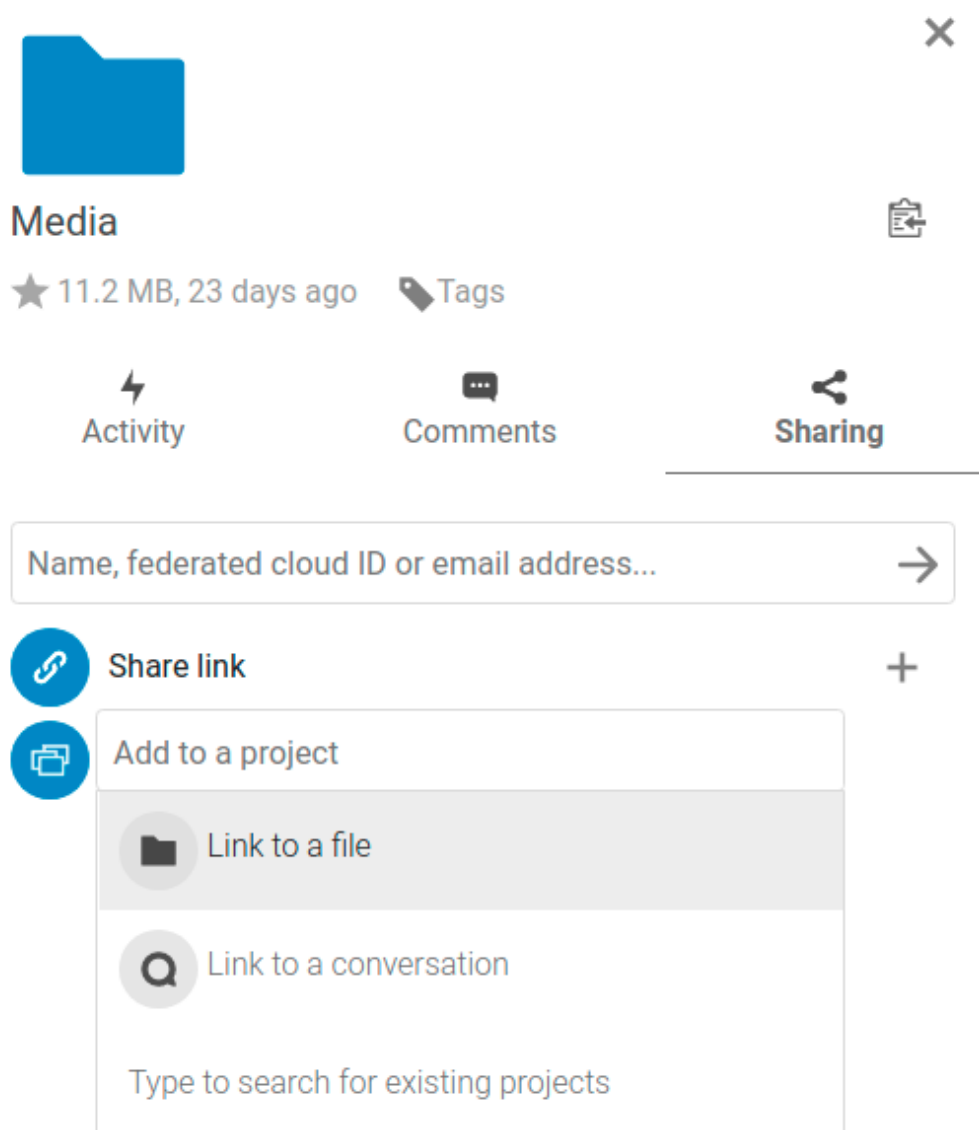 Media
11.2 MB, 23 days ago Tags
Activity Comments Sharing
Name, federated cloud ID or email address...
Share link
Add to a project
Link to a file
Link to a conversation
Type to search for existing projects